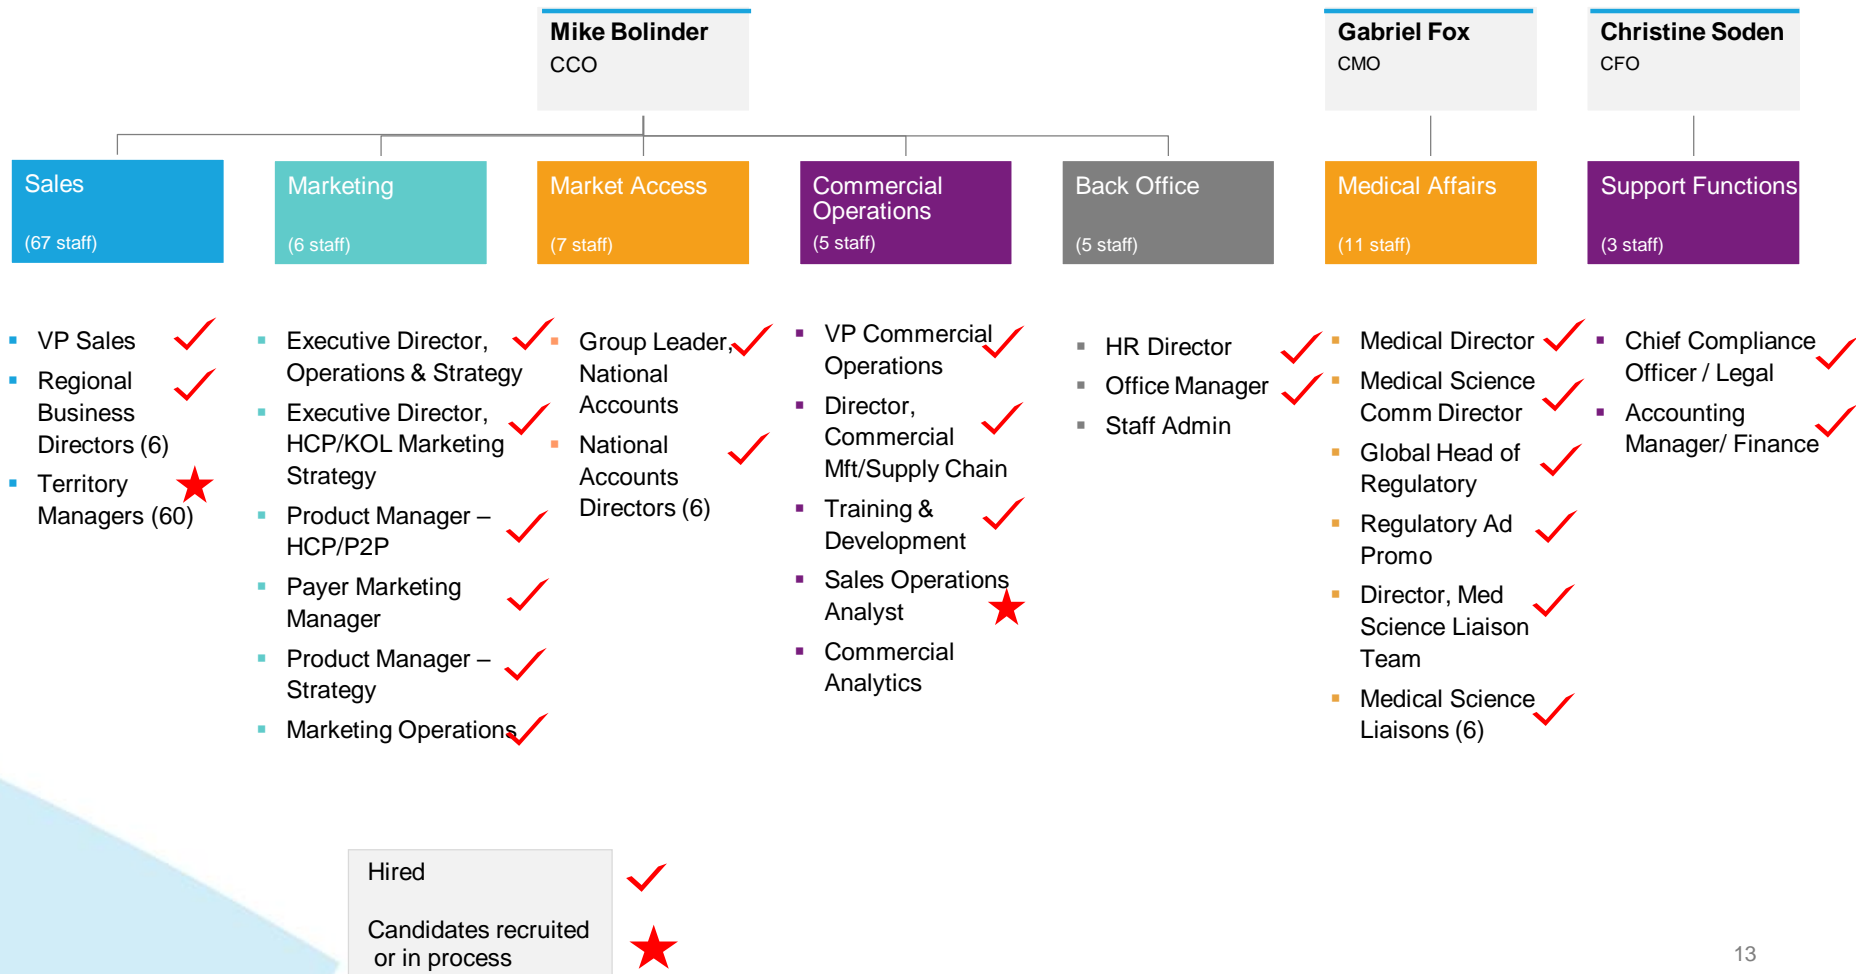 Mike Bolinder
CCO
Gabriel Fox
CMO
Christine Soden
CFO
Sales
(67 staff)
Marketing
(6 staff)
Market Access
(7 staff)
Commercial
Operations
(5 staff)
Back Office
(5 staff)
Medical Affairs
(11 staff)
Support Functions
(3 staff)
VP Sales
Regional
Business
Directors (6)
Territory
Managers (60)
Executive Director,
Operations & Strategy
Executive Director,
HCP/KOL Marketing
Strategy
Product Manager –
HCP/P2P
Payer Marketing
Manager
Product Manager –
Strategy
Marketing Operations
Group Leader,
National
Accounts
National
Accounts
Directors (6)
VP Commercial
Operations
Director,
Commercial
Mft/Supply Chain
Training &
Development
Sales Operations
Analyst
Commercial
Analytics
HR Director
Office Manager
Staff Admin
Medical Director
Medical Science
Comm Director
Global Head of
Regulatory
Regulatory Ad
Promo
Director, Med
Science Liaison
Team
Medical Science
Liaisons (6)
Chief Compliance
Officer / Legal
Accounting
Manager/ Finance
Hired
Candidates recruited
or in process
13